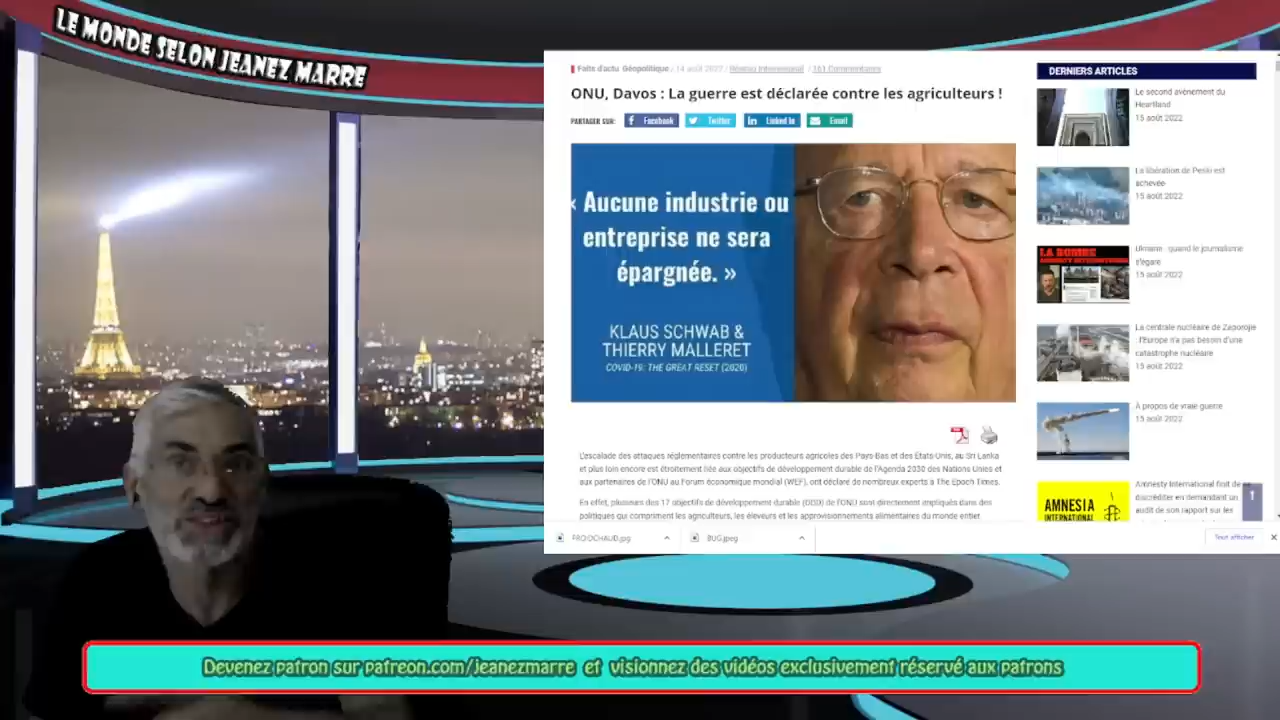 LE MONDE SELON JEANEZ MARRE
Faits d'actu Géopolitique / 14 août 2022 / Réseau International / 161 Commentaires
ONU, Davos : La guerre est déclarée contre les agriculteurs !
PARTAGER SUR: Facebook Twitter Linked In Email
« Aucune industrie ou
entreprise ne sera
épargnée. »
KLAUS SCHWAB &
THIERRY MALLERET
COVID-19: THE GREAT RESET (2020)
L'escalade des attaques réglementaires contre les producteurs agricoles des Pays-Bas et des États-Unis, au Sri Lanka
et plus loin encore est étroitement liée aux objectifs de développement durable de l'Agenda 2030 des Nations Unies et
aux partenaires de l'ONU au Forum économique mondial (WEF), ont déclaré de nombreux experts à The Epoch Times.
En effet, plusieurs des 17 objectifs de développement durable (ODD) de l'ONU sont directement impliqués dans des
politiques qui compriment les agriculteurs, les éleveurs et les approvisionnements alimentaires du monde entier
DERNIERS ARTICLES
Le second avènement du
Heartland
15 août 2022
La libération de Peski est
achevée
15 août 2022
LA BOMBE
Ukraine : quand le journalisme
s'égare
15 août 2022
La centrale nucléaire de Zaporojie
: l'Europe n'a pas besoin d'une
catastrophe nucléaire
15 août 2022
À propos de vraie guerre
15 août 2022
AMNESIA
INTERNATIONAL
Amnesty International finit de se
discréditer en demandant un
audit de son rapport sur les
FROIDCHAUD.jpg
BUG.jpeg
Tout afficher
Devenez patron sur patreon.com/jeanezmarre et visionnez des vidéos exclusivement réservé aux patrons